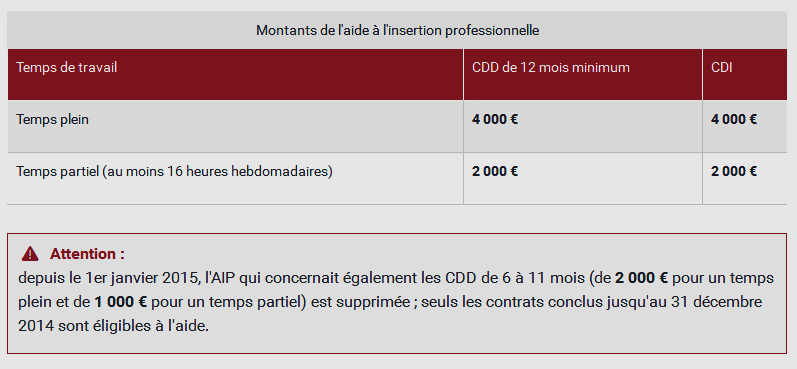 Montants de l'aide à l'insertion professionnelle
Temps de travail CDD de 12 mois minimum CDI
Temps plein 4 000 € 4 000 €
Temps partiel (au moins 16 heures hebdomadaires) 2 000 € 2 000 €
Attention :
depuis le 1er janvier 2015, l'AIP qui concernait également les CDD de 6 à 11 mois (de 2 000 € pour un temps
plein et de 1 000 € pour un temps partiel) est supprimée ; seuls les contrats conclus jusqu'au 31 décembre
2014 sont éligibles à l'aide.